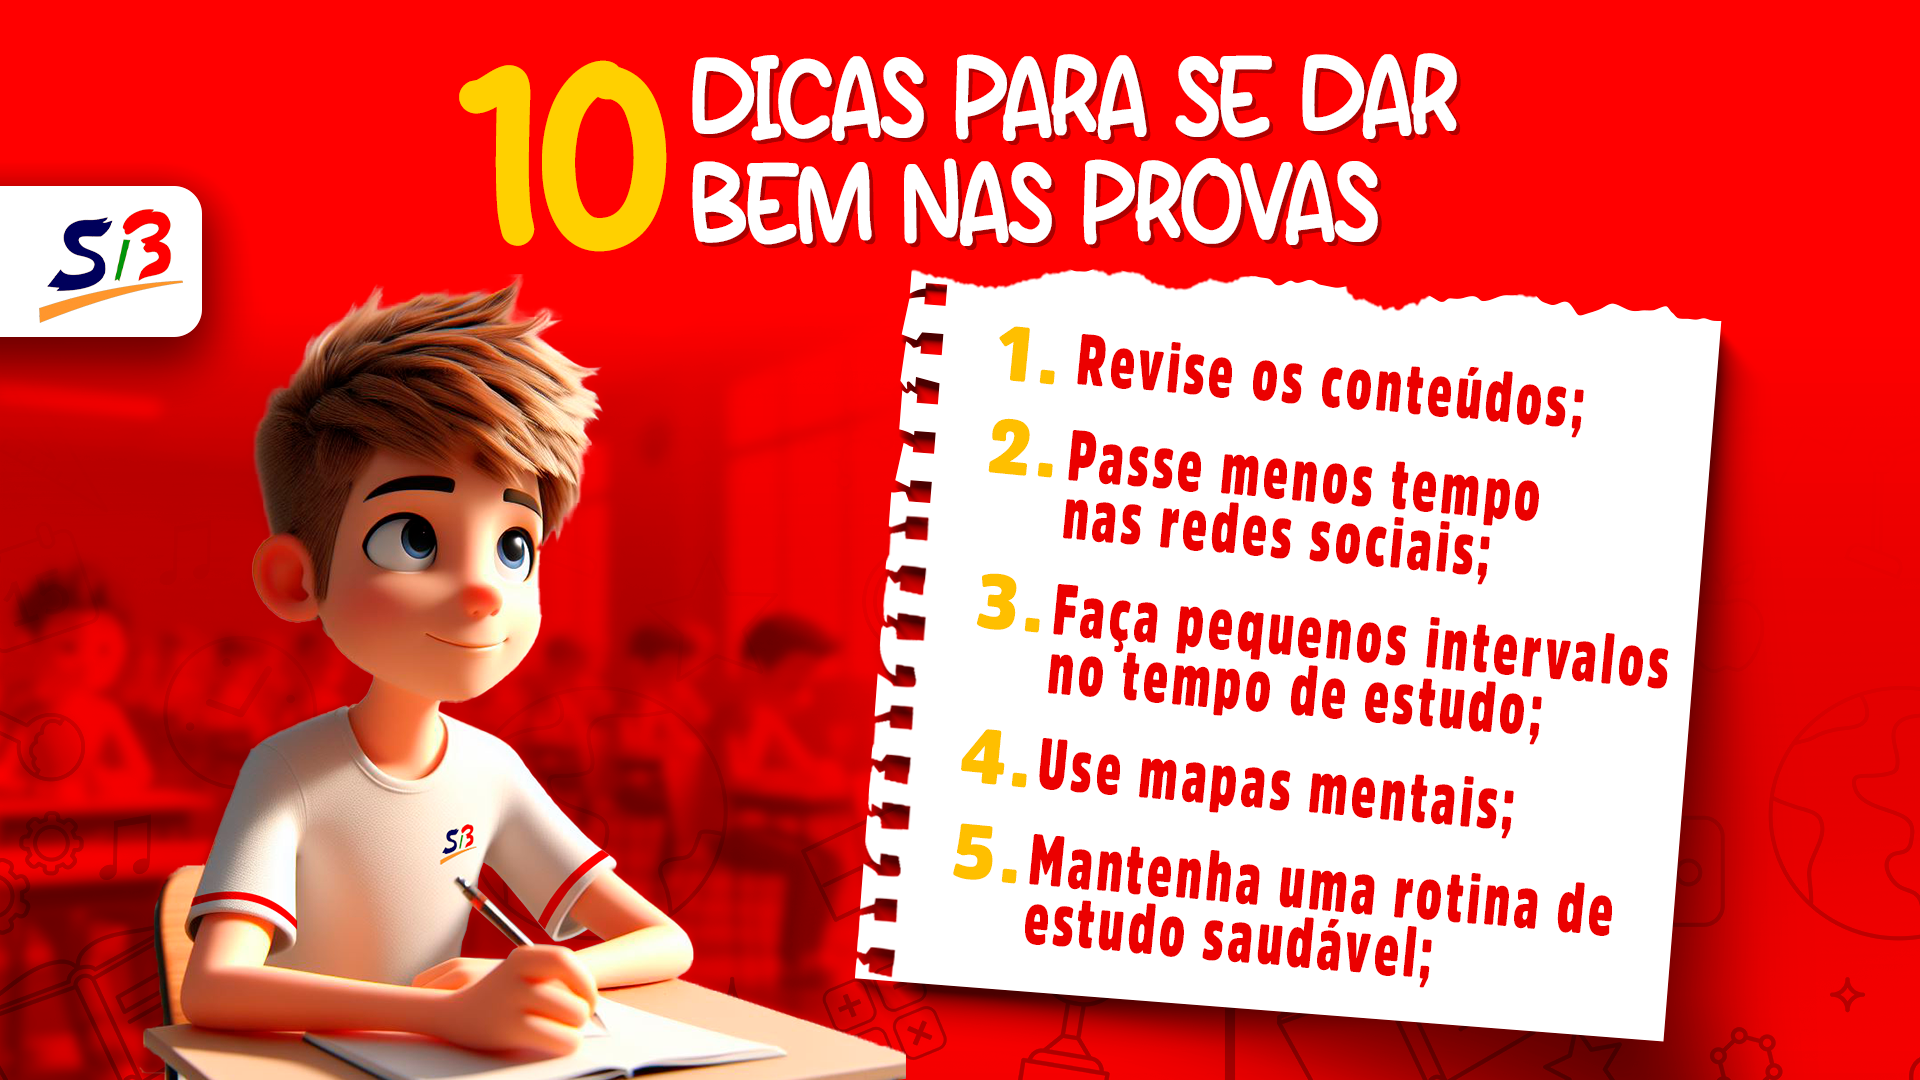 10 DICAS PARA SE DAR
BEM NAS PROVAS
Si3
1. Revise os conteúdos;
2. Passe menos tempo
nas redes sociais;
3. Faça pequenos intervalos
no tempo de estudo;
4. Use mapas mentais;
5. Mantenha uma rotina de
estudo saudável;
Si3